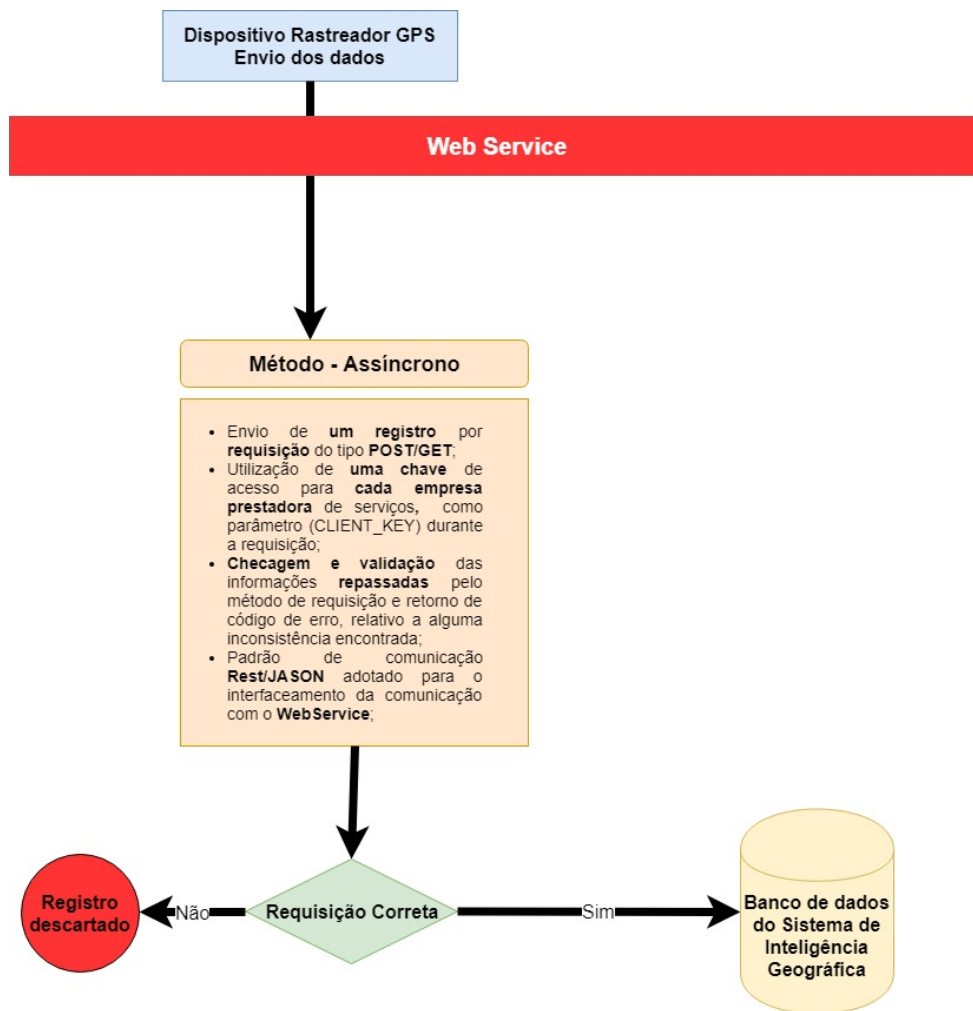 Dispositivo Rastreador GPS
Envio dos dados
Web Service
Método - Assíncrono
• Envio de um registro por
requisição do tipo POST/GET;
• Utilização de uma chave de
acesso para cada empresa
prestadora de serviços, como
parâmetro (CLIENT_KEY) durante
a requisição;
• Checagem e validação das
informações repassadas pelo
método de requisição e retorno de
código de erro, relativo a alguma
inconsistência encontrada;
• Padrão de comunicação
Rest/JASON adotado para o
interfaceamento da comunicação
com o WebService;
Registro
descartado
Não
Requisição Correta
Sim
Banco de dados
do Sistema de
Inteligência
Geográfica